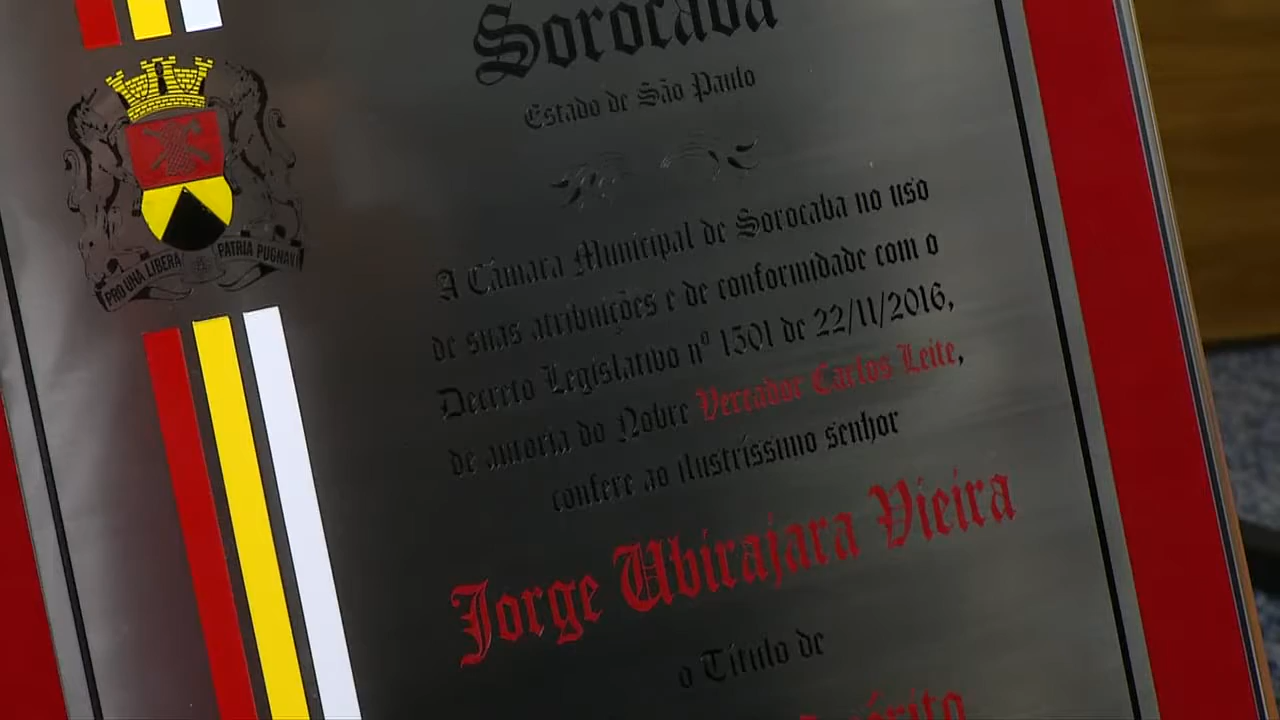 Sorocaba
Estado de São Paulo
PRO UNA LIBERA PATRIA PUGNAVI
A Câmara Municipal de Sorocaba no uso
de suas atribuições e de conformidade com o
Decreto Legislativo nº 1501 de 22/11/2016,
de autoria do Nobre Vereador Carlos Leite,
confere ao ilustríssimo senhor
Jorge Ubirajara Vieira
o Título de